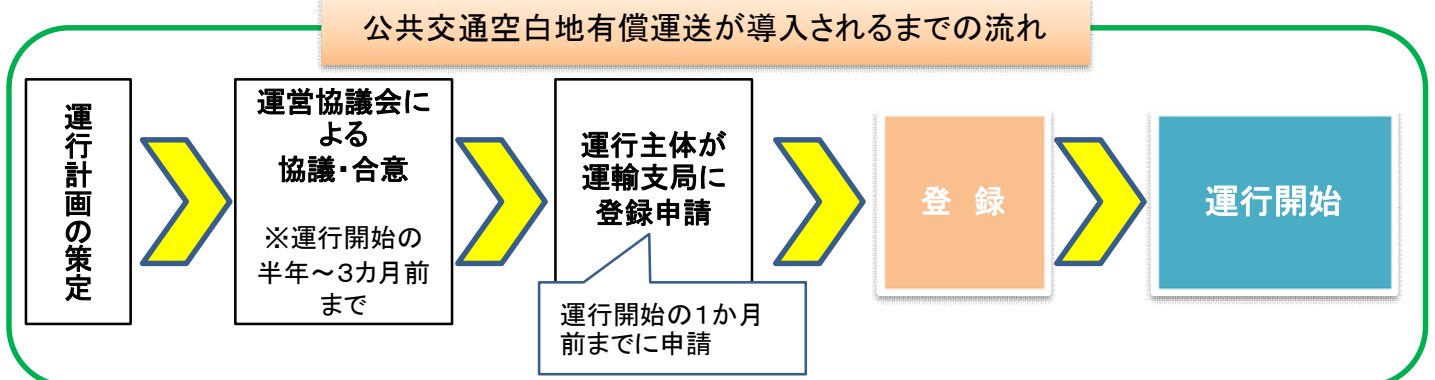 公共交通空白地有償運送が導入されるまでの流れ
運行計画の策定
運営協議会に
よる
協議・合意
※運行開始の
半年～3カ月前
まで
運行主体が
運輸支局に
登録申請
運行開始の1か月
前までに申請
登 録
運行開始